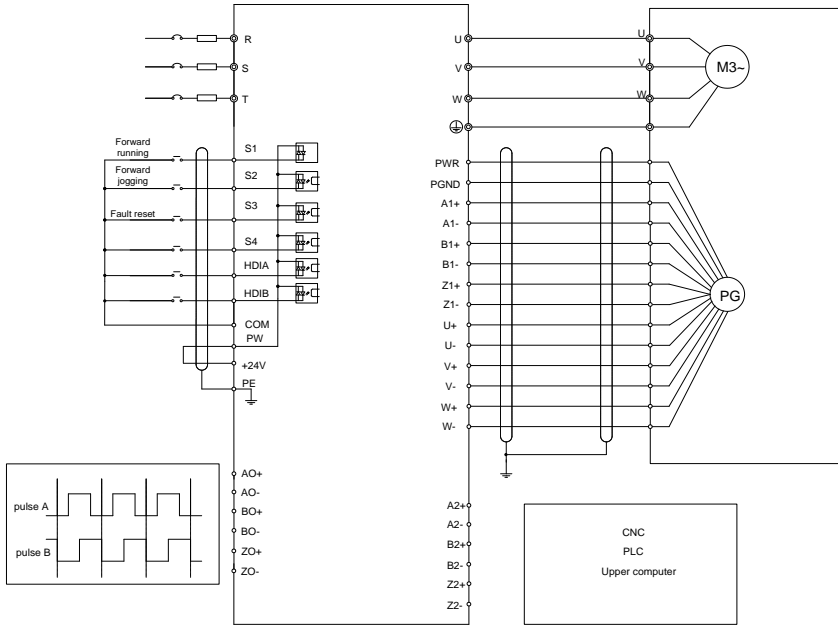 R
S
T
Forward
running
Forward
jogging
Fault reset
S1
S2
S3
S4
HDIA
HDIB
COM
PW
+24V
PE
pulse A
pulse B
AO+
AO-
BO+
BO-
ZO+
ZO-
U
V
W
PWR
PGND
A1+
A1-
B1+
B1-
Z1+
Z1-
U+
U-
V+
V-
W+
W-
A2+
A2-
B2+
B2-
Z2+
Z2-
U
V
W
M3~
PG
CNC
PLC
Upper computer